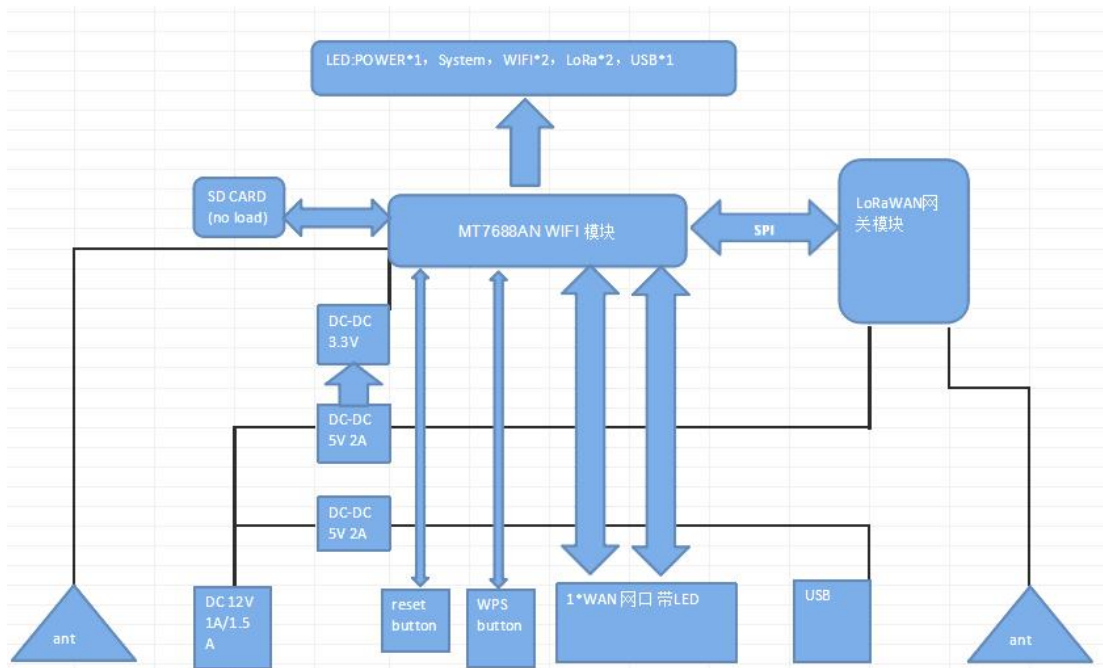 LED:POWER*1，System，WIFI*2，LoRa*2，USB*1
SD CARD
(no load)
MT7688AN WIFI 模块
SPI
LoRaWAN网
关模块
DC-DC
3.3V
DC-DC
5V 2A
DC-DC
5V 2A
ant
DC 12V
1A/1.5
A
reset
button
WPS
button
1*WAN 网口 带LED
USB
ant